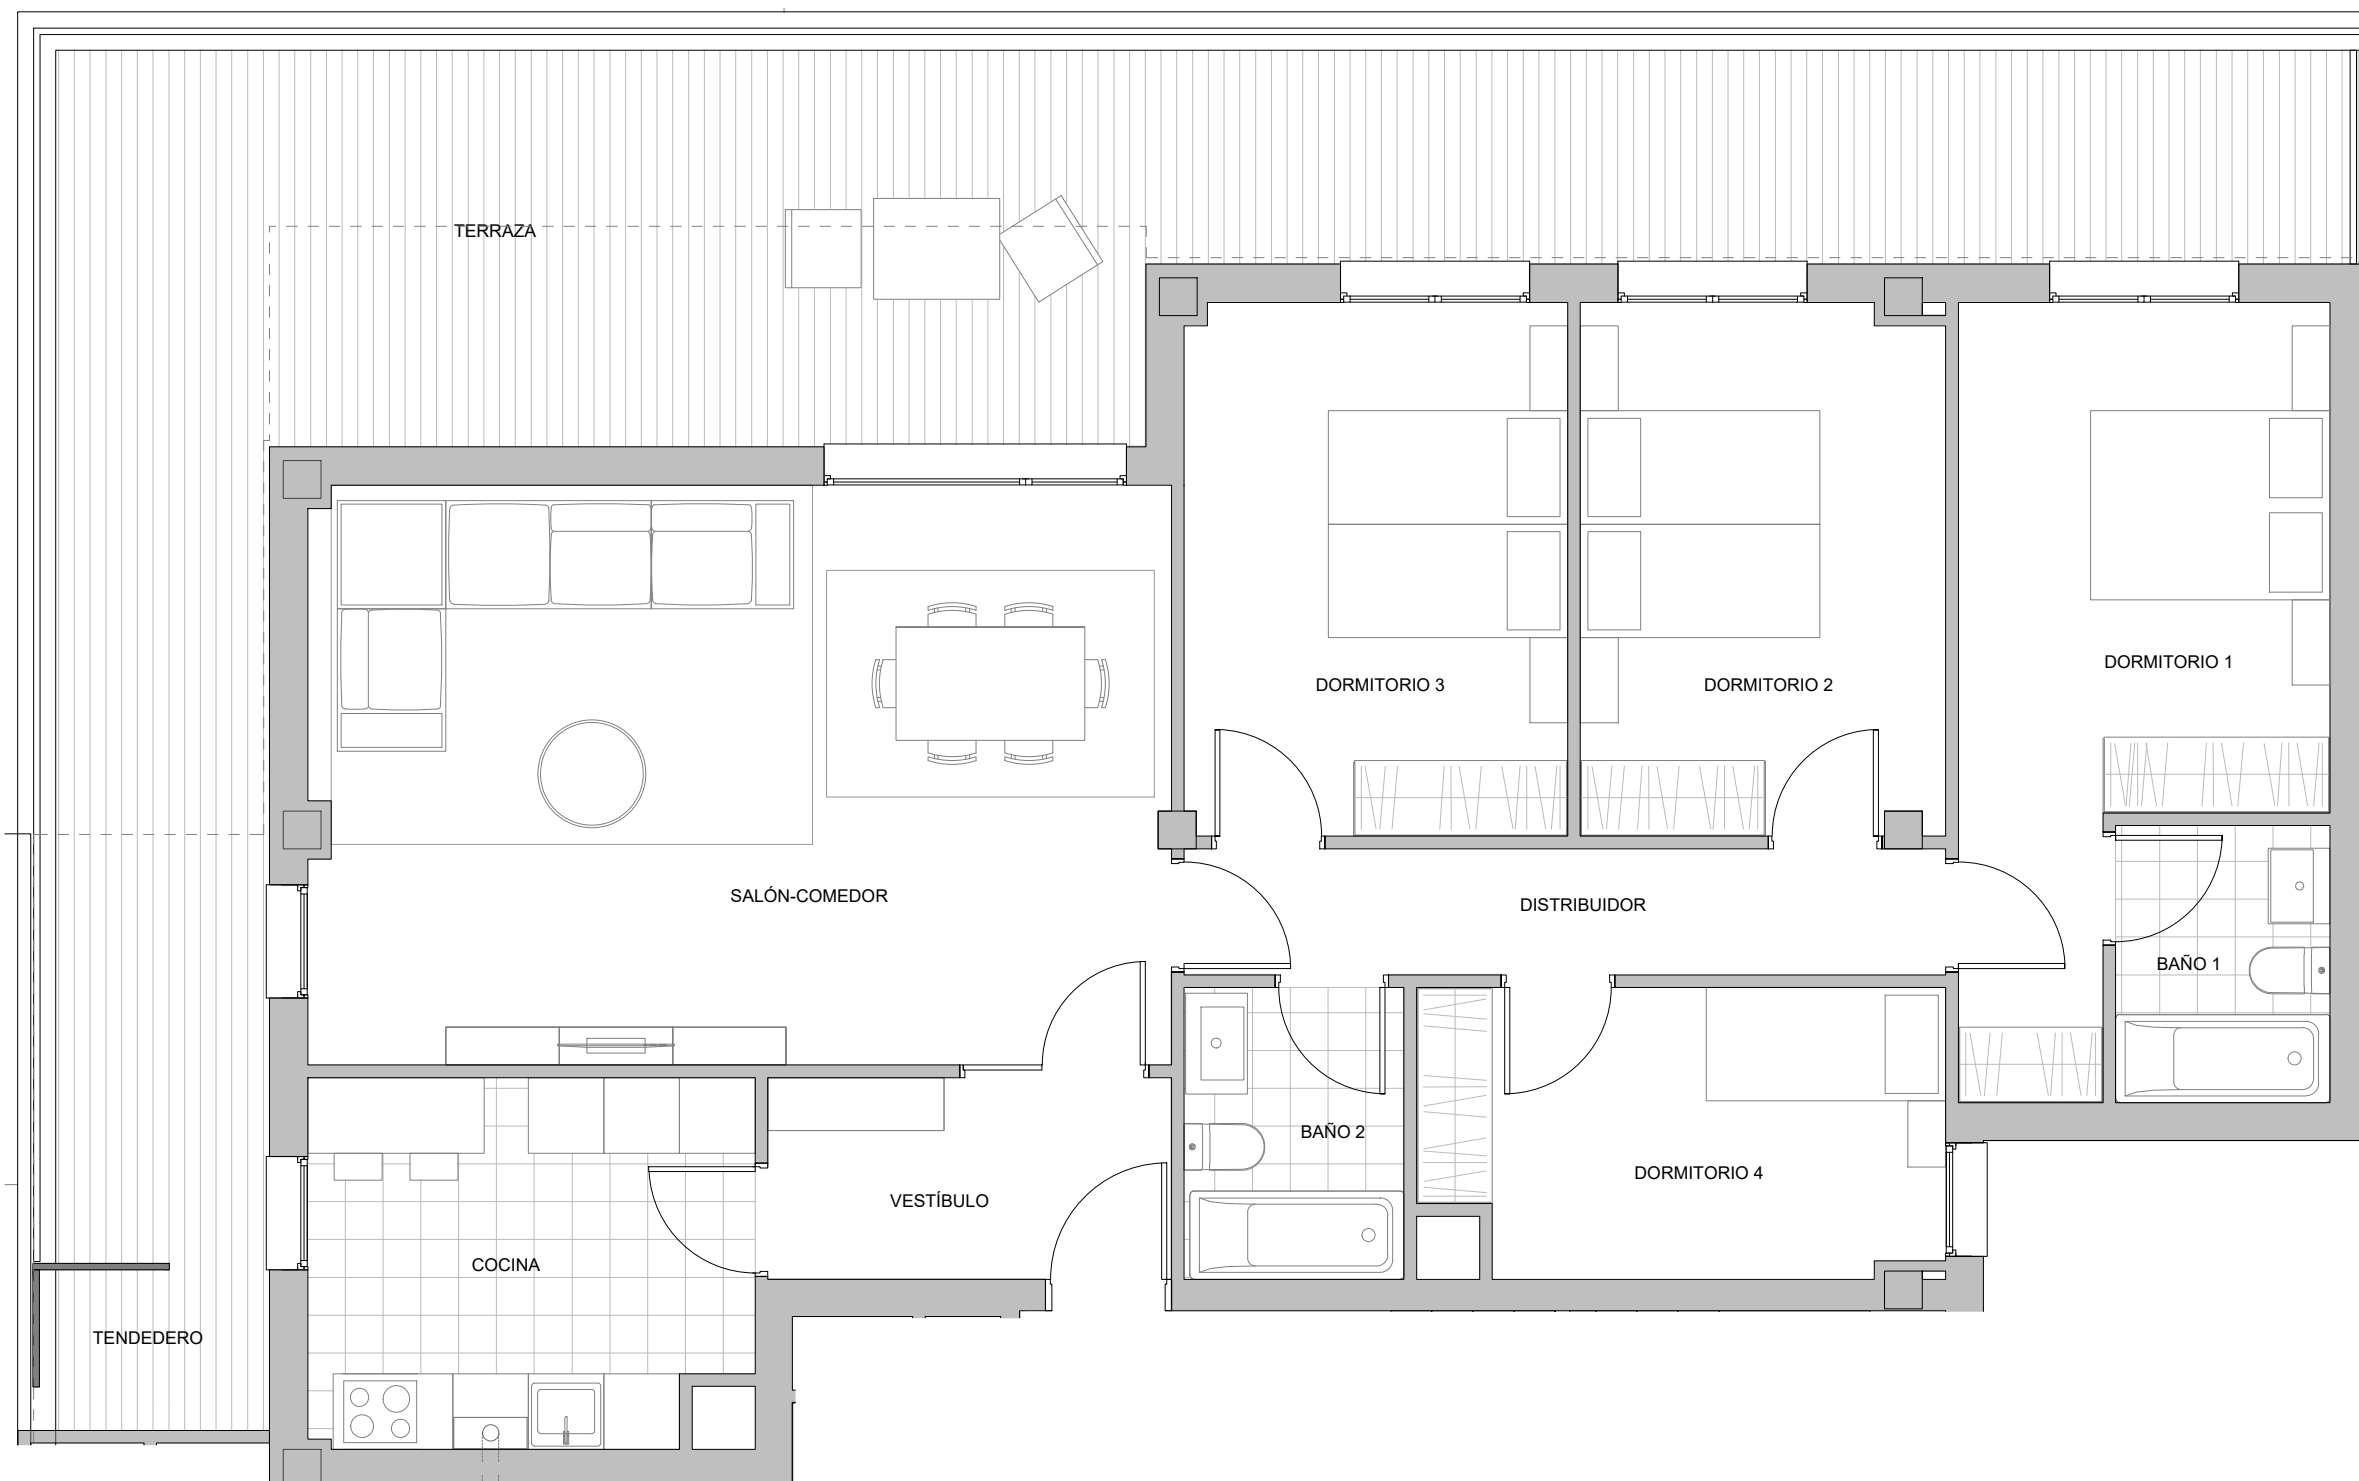 TERRAZA
DORMITORIO 1
DORMITORIO 3
DORMITORIO 2
SALÓN-COMEDOR
DISTRIBUIDOR
BAÑO 1
BAÑO 2
DORMITORIO 4
VESTÍBULO
COCINA
TENDEDERO